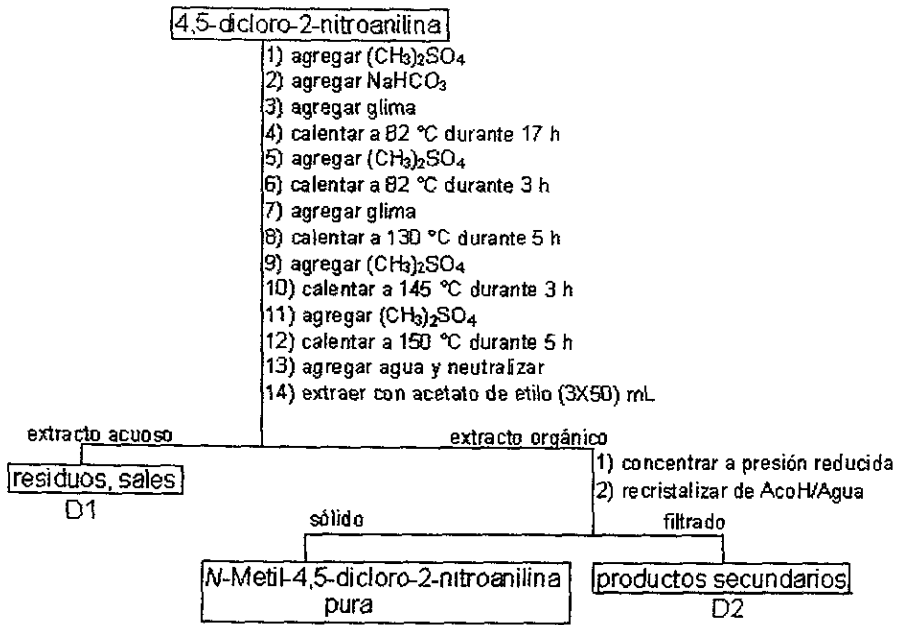 4,5-dicloro-2-nitroanilina
1) agregar (CH₃)₂SO₄
2) agregar NaHCO₃
3) agregar glima
4) calentar a 82 °C durante 17 h
5) agregar (CH₃)₂SO₄
6) calentar a 82 °C durante 3 h
7) agregar glima
8) calentar a 130 °C durante 5 h
9) agregar (CH₃)₂SO₄
10) calentar a 145 °C durante 3 h
11) agregar (CH₃)₂SO₄
12) calentar a 150 °C durante 5 h
13) agregar agua y neutralizar
14) extraer con acetato de etilo (3X50) mL
extracto acuoso
extracto orgánico
residuos, sales
D1
1) concentrar a presión reducida
2) recristalizar de AcoH/Agua
sólido
filtrado
N-Metil-4,5-dicloro-2-nitroanilina
pura
productos secundarios
D2